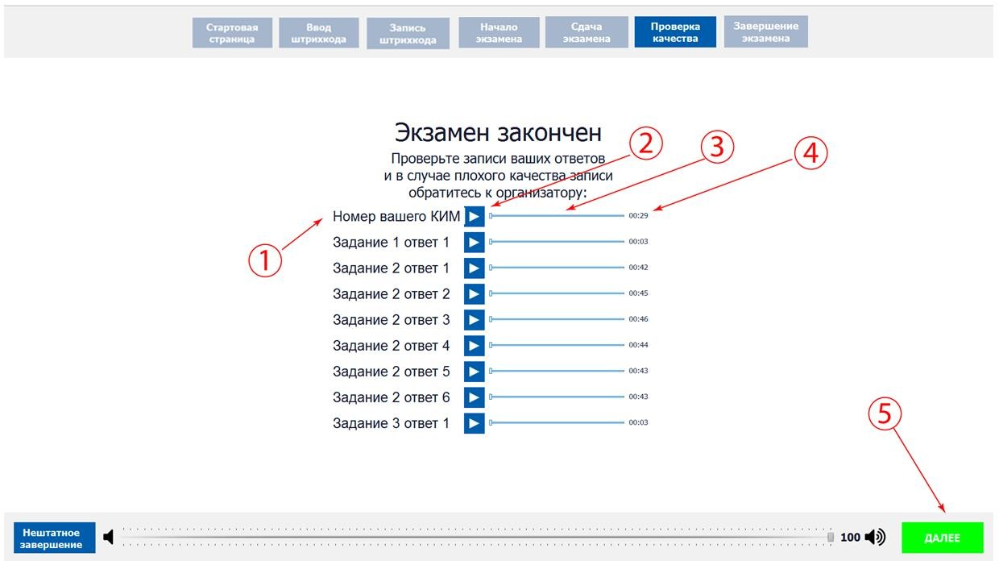 Стартовая страница
Ввод штрихкода
Запись штрихкода
Начало экзамена
Сдача экзамена
Проверка качества
Завершение экзамена
Экзамен закончен
Проверьте записи ваших ответов
и в случае плохого качества записи
обратитесь к организатору:
2
3
4
1
Номер вашего КИМ 00:29
Задание 1 ответ 1 00:03
Задание 2 ответ 1 00:42
Задание 2 ответ 2 00:45
Задание 2 ответ 3 00:46
Задание 2 ответ 4 00:44
Задание 2 ответ 5 00:43
Задание 2 ответ 6 00:43
Задание 3 ответ 1 00:03
5
Нештатное
завершение
100
ДАЛЕЕ